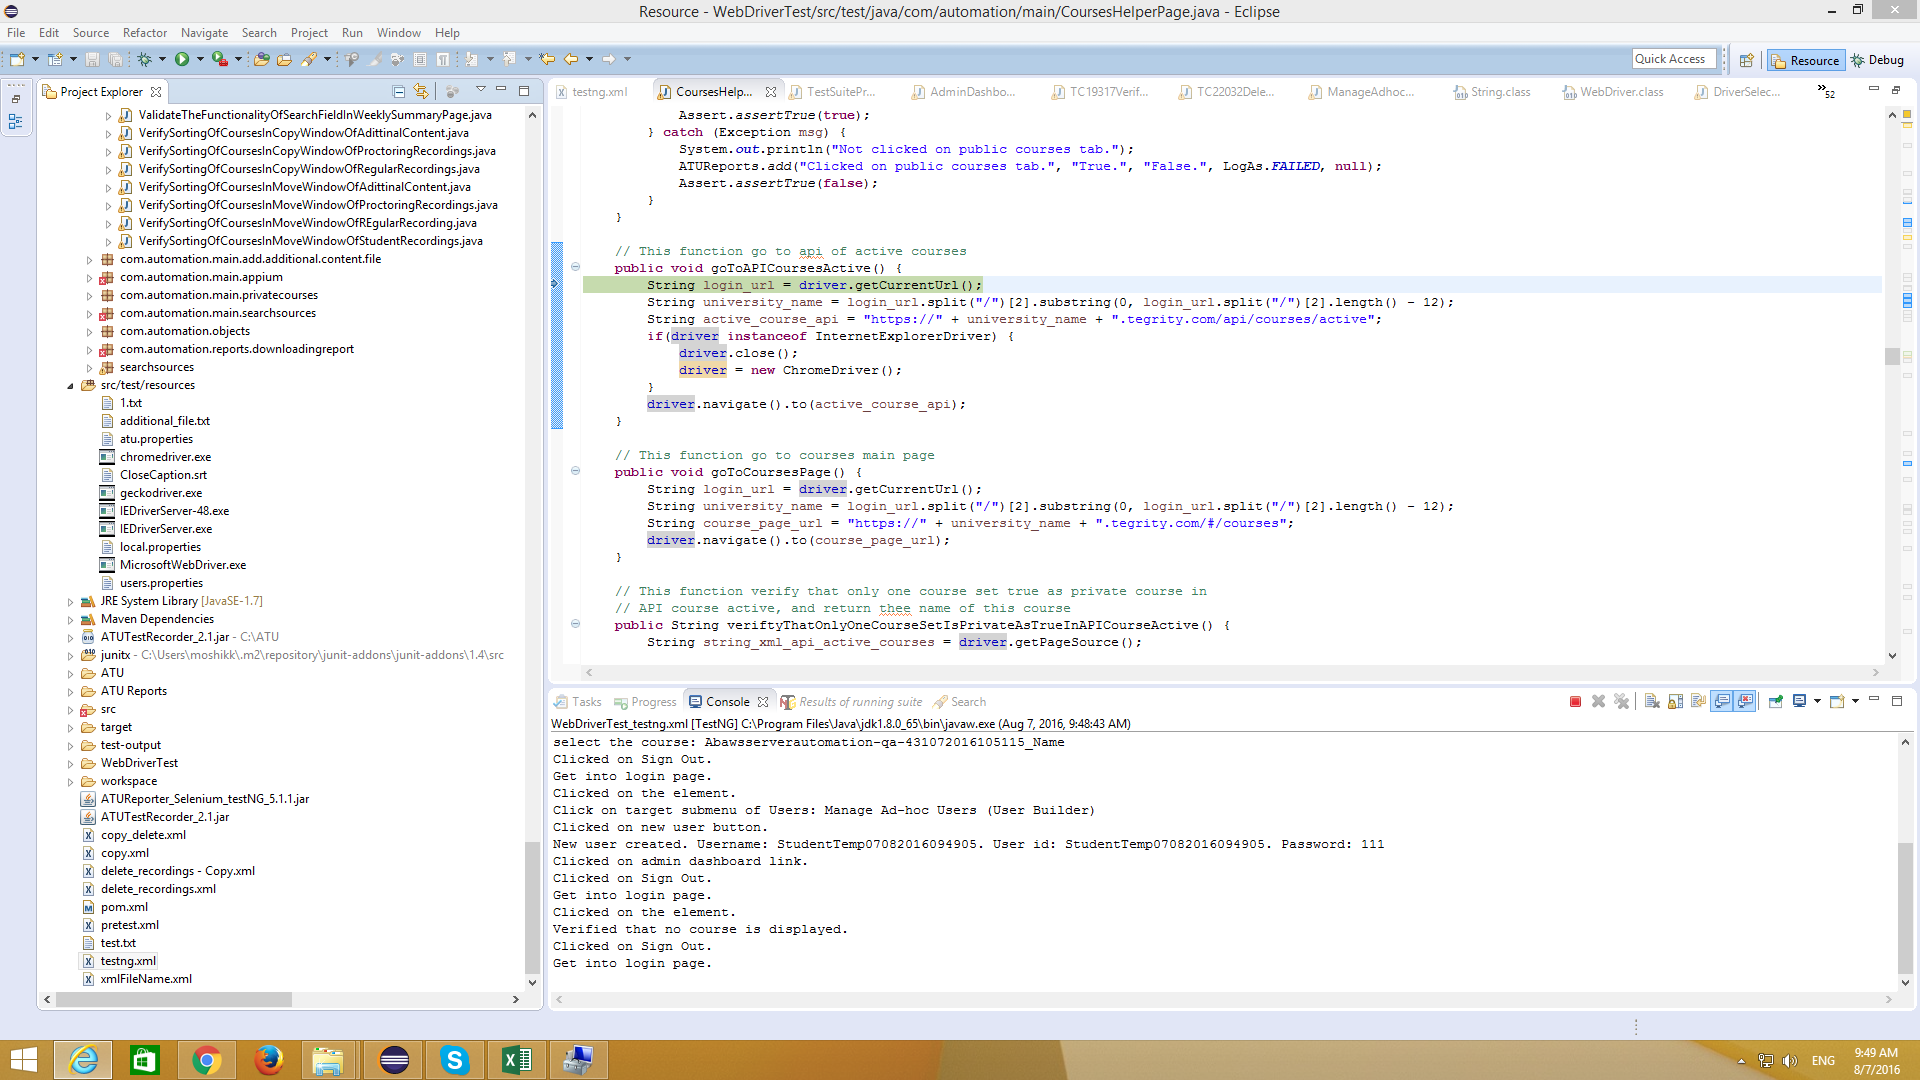 Resource - WebDriverTest/src/test/java/com/automation/main/CoursesHelperPage.java - Eclipse
File Edit Source Refactor Navigate Search Project Run Window Help
Quick Access
Resource
Debug
Project Explorer
ValidateTheFunctionalityOfSearchFieldInWeeklySummaryPage.java
VerifySortingOfCoursesInCopyWindowOfAdittinalContent.java
VerifySortingOfCoursesInCopyWindowOfProctoringRecordings.java
VerifySortingOfCoursesInCopyWindowOfRegularRecordings.java
VerifySortingOfCoursesInMoveWindowOfAdittinalContent.java
VerifySortingOfCoursesInMoveWindowOfProctoringRecordings.java
VerifySortingOfCoursesInMoveWindowOfREgularRecording.java
VerifySortingOfCoursesInMoveWindowOfStudentRecordings.java
com.automation.main.add.additional.content.file
com.automation.main.appium
com.automation.main.privatecourses
com.automation.main.searchsources
com.automation.objects
com.automation.reports.downloadingreport
searchsources
src/test/resources
1.txt
additional_file.txt
atu.properties
chromedriver.exe
CloseCaption.srt
geckodriver.exe
IEDriverServer-48.exe
IEDriverServer.exe
local.properties
MicrosoftWebDriver.exe
users.properties
JRE System Library [JavaSE-1.7]
Maven Dependencies
ATUTestRecorder_2.1.jar - C:\ATU
junitx - C:\Users\moshikk\.m2\repository\junit-addons\junit-addons\1.4\src
ATU
ATU Reports
src
target
test-output
WebDriverTest
workspace
ATUReporter_Selenium_testNG_5.1.1.jar
ATUTestRecorder_2.1.jar
copy_delete.xml
copy.xml
delete_recordings - Copy.xml
delete_recordings.xml
pom.xml
pretest.xml
test.txt
testng.xml
xmlFileName.xml
testng.xml CoursesHelp... TestSuitePr... AdminDashbo... TC19317Verif... TC22032Dele... ManageAdhoc... String.class WebDriver.class DriverSelec... 52
Assert.assertTrue(true);
} catch (Exception msg) {
System.out.println("Not clicked on public courses tab.");
ATUReports.add("Clicked on public courses tab.", "True.", "False.", LogAs.FAILED, null);
Assert.assertTrue(false);
}
}
// This function go to api of active courses
public void goToAPICoursesActive() {
String login_url = driver.getCurrentUrl();
String university_name = login_url.split("/")[2].substring(0, login_url.split("/")[2].length() - 12);
String active_course_api = "https://" + university_name + ".tegrity.com/api/courses/active";
if(driver instanceof InternetExplorerDriver) {
driver.close();
driver = new ChromeDriver();
}
driver.navigate().to(active_course_api);
}
// This function go to courses main page
public void goToCoursesPage() {
String login_url = driver.getCurrentUrl();
String university_name = login_url.split("/")[2].substring(0, login_url.split("/")[2].length() - 12);
String course_page_url = "https://" + university_name + ".tegrity.com/#/courses";
driver.navigate().to(course_page_url);
}
// This function verify that only one course set true as private course in
// API course active, and return thee name of this course
public String veriftyThatOnlyOneCourseSetIsPrivateAsTrueInAPICourseActive() {
String string_xml_api_active_courses = driver.getPageSource();
Tasks Progress Console Results of running suite Search
WebDriverTest_testng.xml [TestNG] C:\Program Files\Java\jdk1.8.0_65\bin\javaw.exe (Aug 7, 2016, 9:48:43 AM)
select the course: Abawsserverautomation-qa-431072016105115_Name
Clicked on Sign Out.
Get into login page.
Clicked on the element.
Click on target submenu of Users: Manage Ad-hoc Users (User Builder)
Clicked on new user button.
New user created. Username: StudentTemp07082016094905. User id: StudentTemp07082016094905. Password: 111
Clicked on admin dashboard link.
Clicked on Sign Out.
Get into login page.
Clicked on the element.
Verified that no course is displayed.
Clicked on Sign Out.
Get into login page.
ENG
9:49 AM
8/7/2016